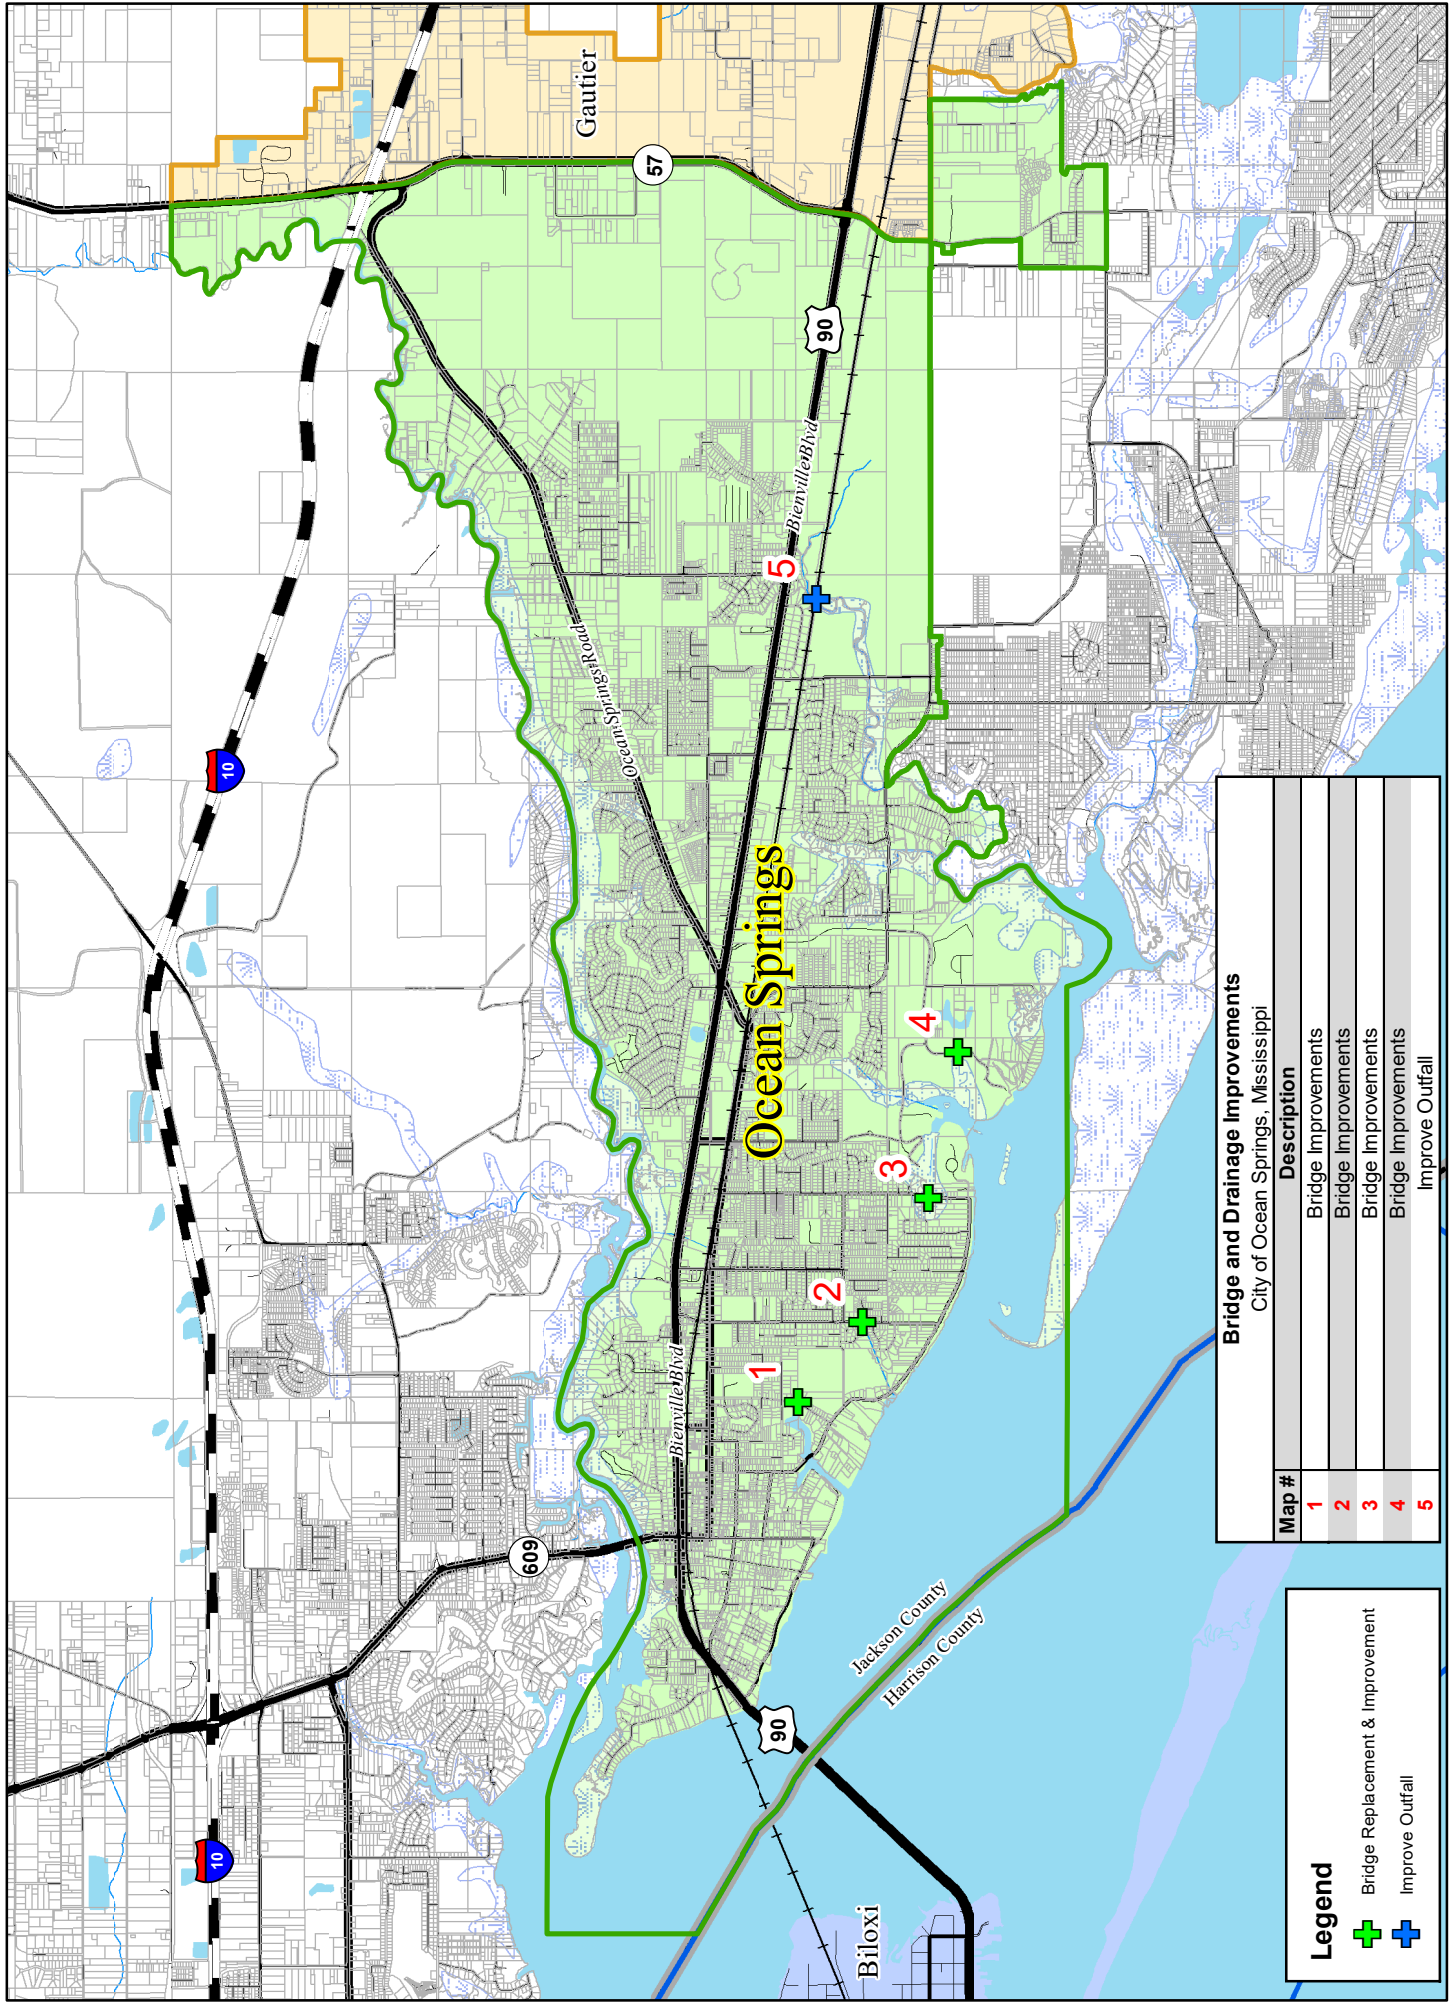 Gautier
57
10
90
Bienville Blvd
Ocean Springs Road
5
Ocean Springs
4
3
2
1
Bienville Blvd
609
10
90
Jackson County
Harrison County
Biloxi
Legend
Bridge Replacement & Improvement
Improve Outfall
Bridge and Drainage Improvements
City of Ocean Springs, Mississippi
Map # Description
1 Bridge Improvements
2 Bridge Improvements
3 Bridge Improvements
4 Bridge Improvements
5 Improve Outfall